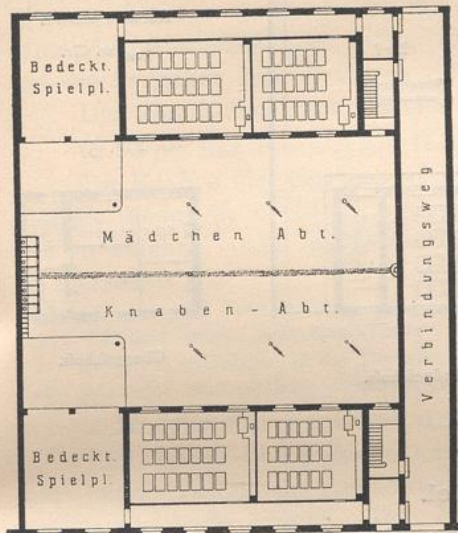 Bedeckt.
Spielpl.
Mädchen Abt.
Knaben-Abt.
Verbindungsweg
Bedeckt.
Spielpl.